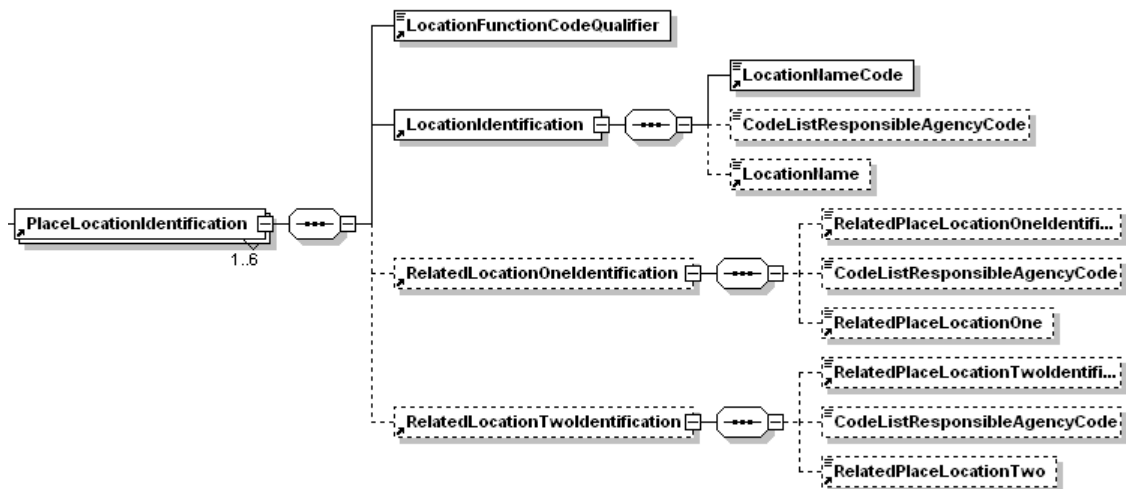 LocationFunctionCodeQualifier
LocationNameCode
LocationIdentification
CodeListResponsibleAgencyCode
LocationName
PlaceLocationIdentification
1..6
RelatedPlaceLocationOneIdentifi...
RelatedLocationOneIdentification
CodeListResponsibleAgencyCode
RelatedPlaceLocationOne
RelatedPlaceLocationTwoIdentifi...
RelatedLocationTwoIdentification
CodeListResponsibleAgencyCode
RelatedPlaceLocationTwo